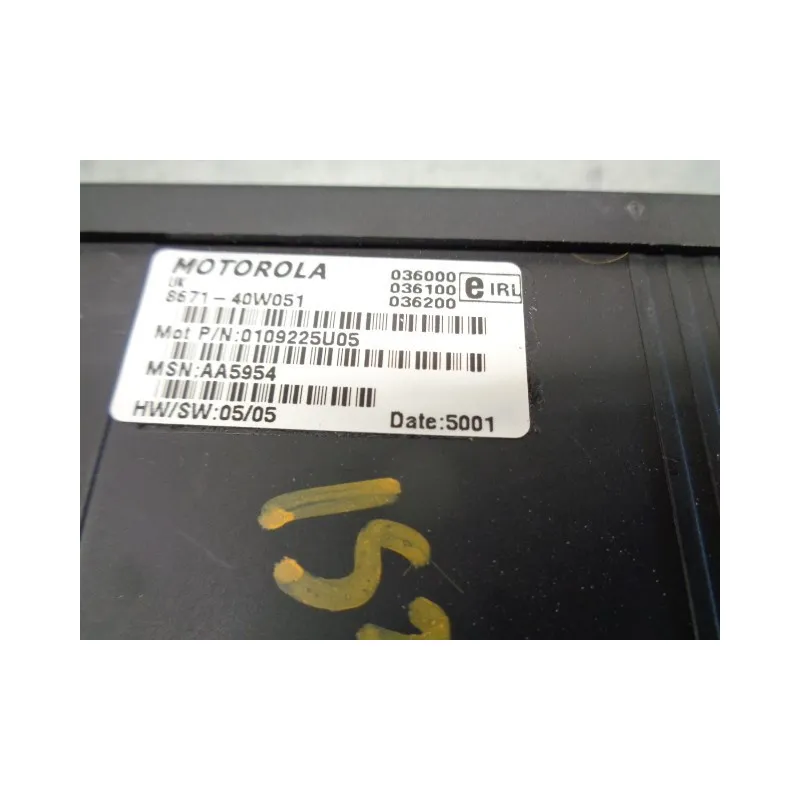 MOTOROLA
UK
8671-40W051
Mot P/N:0109225U05
MSN:AA5954
HW/SW:05/05
Date:5001
036000
036100
036200
e IRL